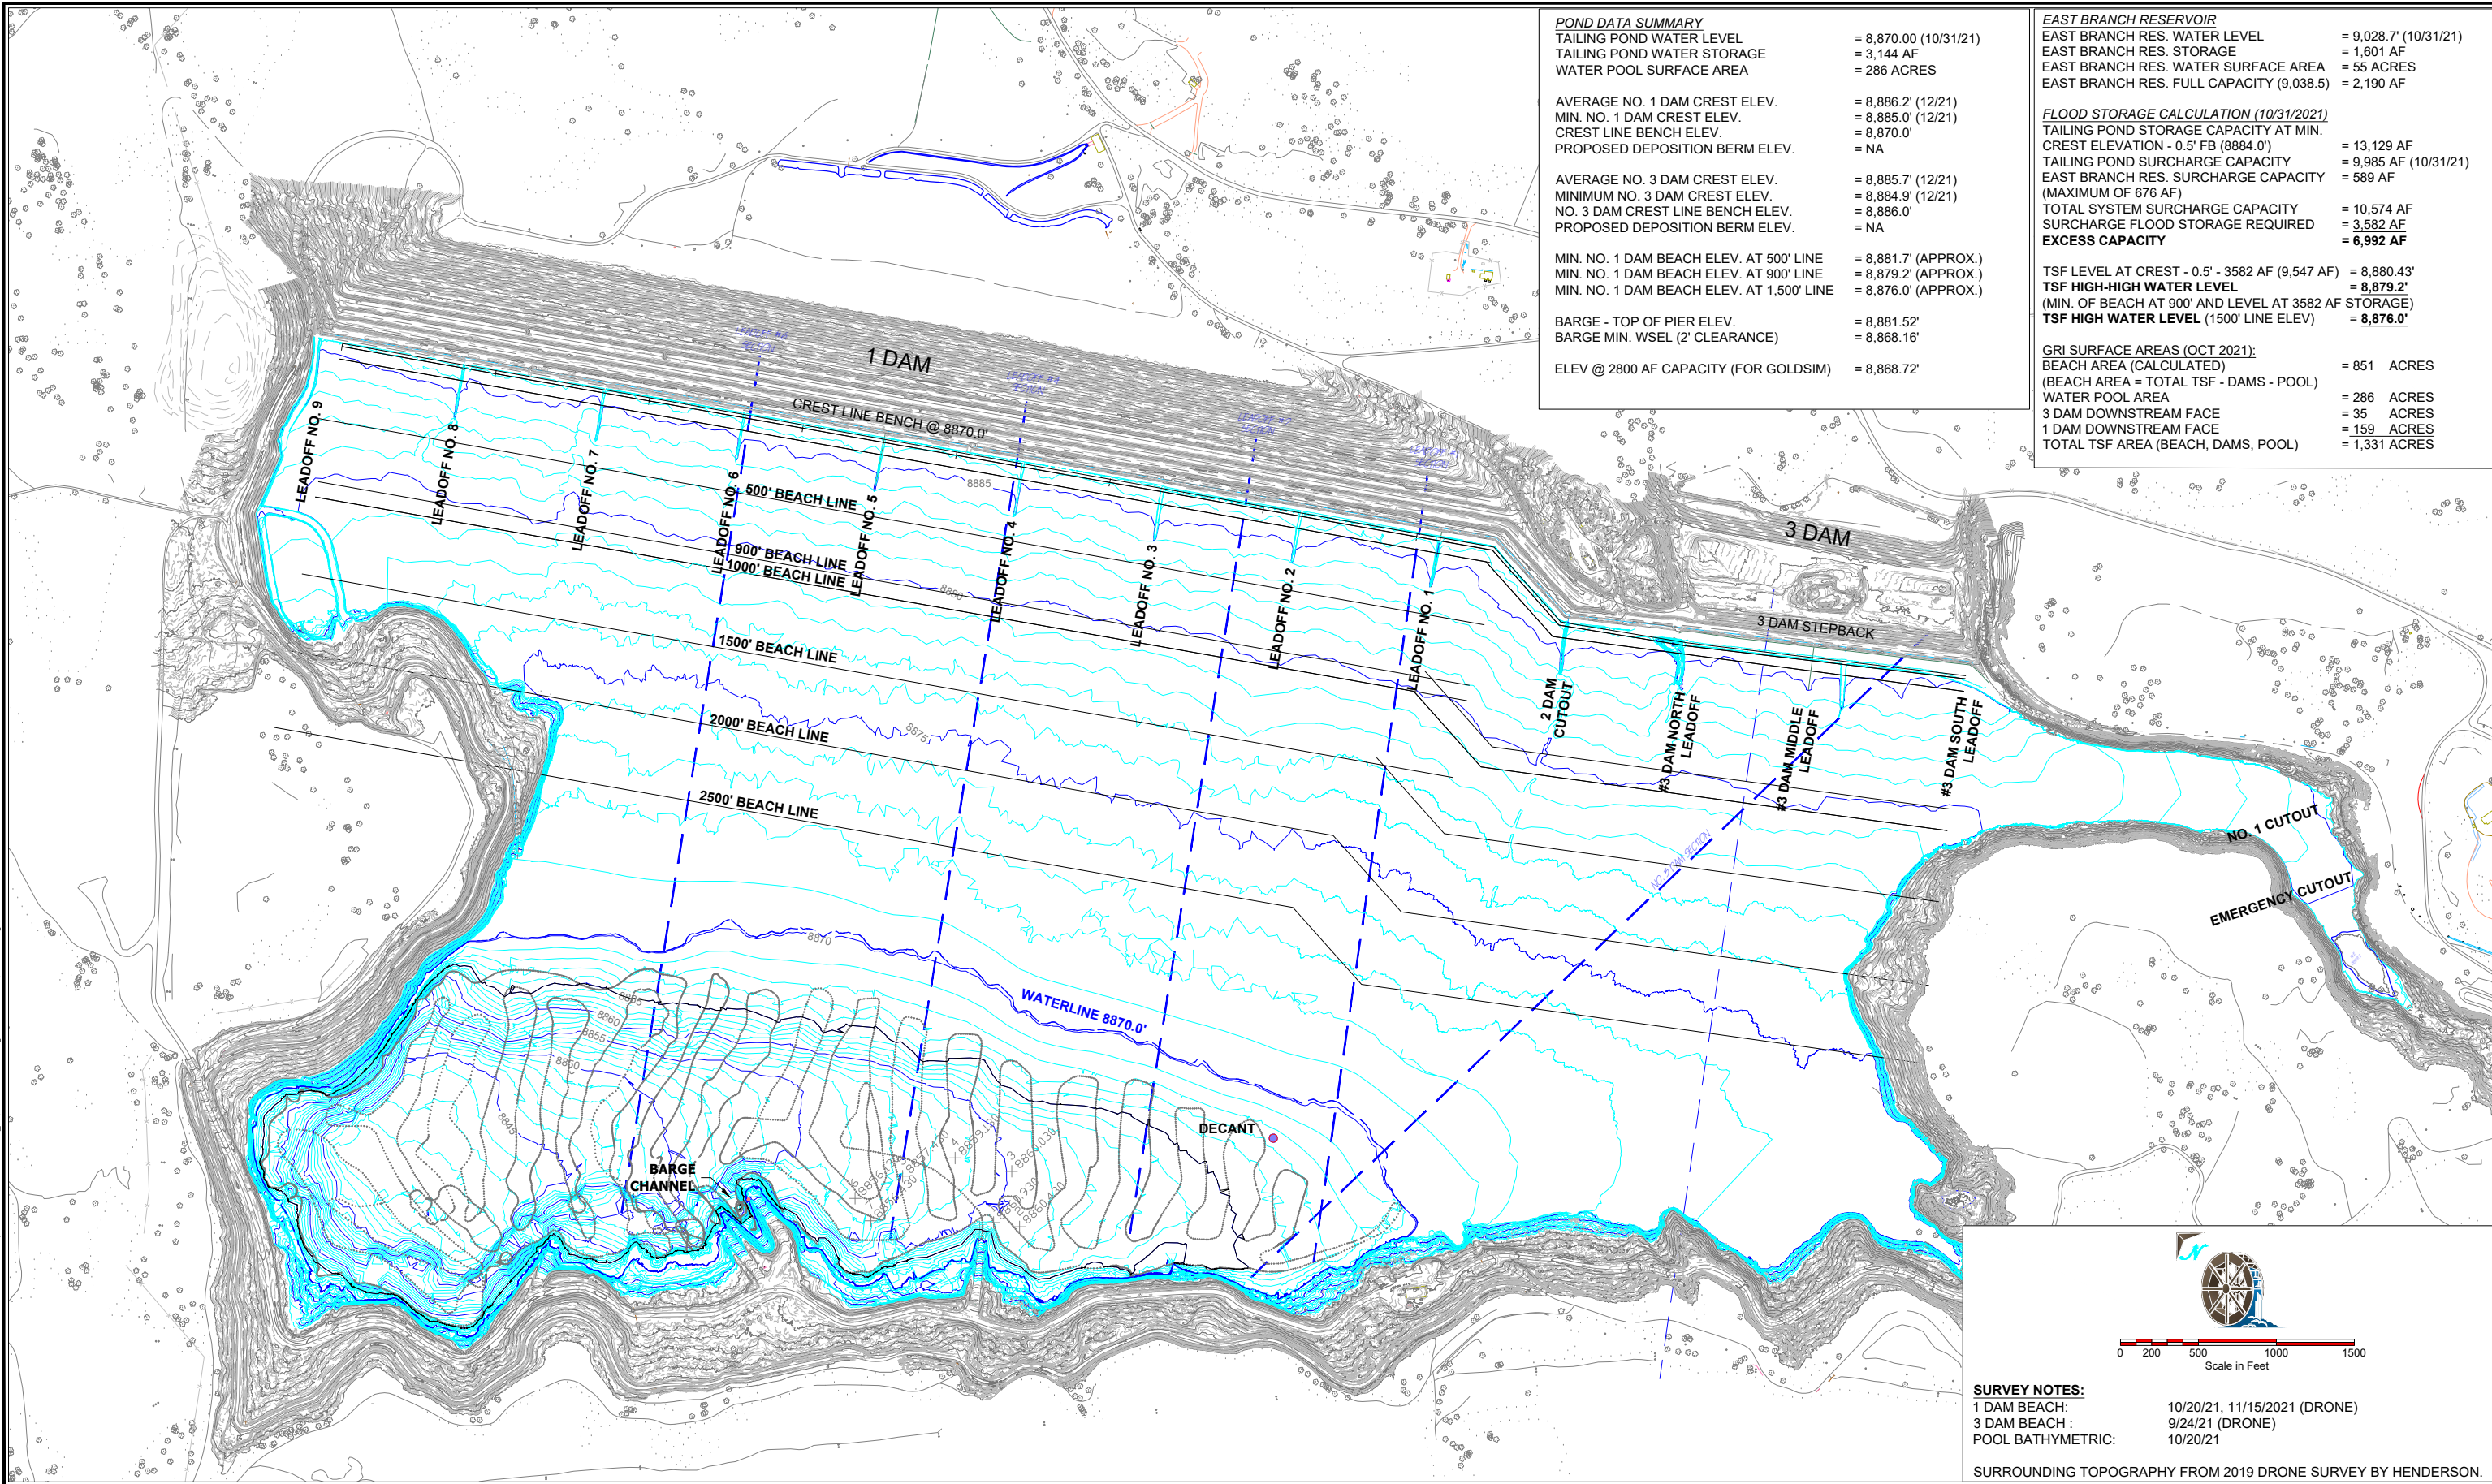 POND DATA SUMMARY
TAILING POND WATER LEVEL = 8,870.00 (10/31/21)
TAILING POND WATER STORAGE = 3,144 AF
WATER POOL SURFACE AREA = 286 ACRES
AVERAGE NO. 1 DAM CREST ELEV. = 8,886.2' (12/21)
MIN. NO. 1 DAM CREST ELEV. = 8,885.0' (12/21)
CREST LINE BENCH ELEV. = 8,870.0'
PROPOSED DEPOSITION BERM ELEV. = NA
AVERAGE NO. 3 DAM CREST ELEV. = 8,885.7' (12/21)
MINIMUM NO. 3 DAM CREST ELEV. = 8,884.9' (12/21)
NO. 3 DAM CREST LINE BENCH ELEV. = 8,886.0'
PROPOSED DEPOSITION BERM ELEV. = NA
MIN. NO. 1 DAM BEACH ELEV. AT 500' LINE = 8,881.7' (APPROX.)
MIN. NO. 1 DAM BEACH ELEV. AT 900' LINE = 8,879.2' (APPROX.)
MIN. NO. 1 DAM BEACH ELEV. AT 1,500' LINE = 8,876.0' (APPROX.)
BARGE - TOP OF PIER ELEV. = 8,881.52'
BARGE MIN. WSEL (2' CLEARANCE) = 8,868.16'
ELEV @ 2800 AF CAPACITY (FOR GOLDSIM) = 8,868.72'
EAST BRANCH RESERVOIR
EAST BRANCH RES. WATER LEVEL = 9,028.7' (10/31/21)
EAST BRANCH RES. STORAGE = 1,601 AF
EAST BRANCH RES. WATER SURFACE AREA = 55 ACRES
EAST BRANCH RES. FULL CAPACITY (9,038.5) = 2,190 AF
FLOOD STORAGE CALCULATION (10/31/2021)
TAILING POND STORAGE CAPACITY AT MIN.
CREST ELEVATION - 0.5' FB (8884.0') = 13,129 AF
TAILING POND SURCHARGE CAPACITY = 9,985 AF (10/31/21)
EAST BRANCH RES. SURCHARGE CAPACITY = 589 AF
(MAXIMUM OF 676 AF)
TOTAL SYSTEM SURCHARGE CAPACITY = 10,574 AF
SURCHARGE FLOOD STORAGE REQUIRED = 3,582 AF
EXCESS CAPACITY = 6,992 AF
TSF LEVEL AT CREST - 0.5' - 3582 AF (9,547 AF) = 8,880.43'
TSF HIGH-HIGH WATER LEVEL = 8,879.2'
(MIN. OF BEACH AT 900' AND LEVEL AT 3582 AF STORAGE)
TSF HIGH WATER LEVEL (1500' LINE ELEV) = 8,876.0'
GRI SURFACE AREAS (OCT 2021):
BEACH AREA (CALCULATED) = 851 ACRES
(BEACH AREA = TOTAL TSF - DAMS - POOL)
WATER POOL AREA = 286 ACRES
3 DAM DOWNSTREAM FACE = 35 ACRES
1 DAM DOWNSTREAM FACE = 159 ACRES
TOTAL TSF AREA (BEACH, DAMS, POOL) = 1,331 ACRES
1 DAM
CREST LINE BENCH @ 8870.0'
3 DAM
3 DAM STEPBACK
LEADOFF NO. 9
LEADOFF NO. 8
LEADOFF NO. 7
LEADOFF NO. 6
LEADOFF NO. 5
LEADOFF NO. 4
LEADOFF NO. 3
LEADOFF NO. 2
LEADOFF NO. 1
2 DAM
CUTOUT
#3 DAM NORTH
LEADOFF
#3 DAM MIDDLE
LEADOFF
#3 DAM SOUTH
LEADOFF
500' BEACH LINE
8885
900' BEACH LINE
1000' BEACH LINE
8880
1500' BEACH LINE
2000' BEACH LINE
8875
2500' BEACH LINE
NO. 3 DAM SECTION
NO. 1 CUTOUT
EMERGENCY CUTOUT
8870
WATERLINE 8870.0'
8860
8855
8850
8845
DECANT
BARGE
CHANNEL
8860.030
8860.430
N
0 200 500 1000 1500
Scale in Feet
SURVEY NOTES:
1 DAM BEACH: 10/20/21, 11/15/2021 (DRONE)
3 DAM BEACH : 9/24/21 (DRONE)
POOL BATHYMETRIC: 10/20/21
SURROUNDING TOPOGRAPHY FROM 2019 DRONE SURVEY BY HENDERSON.